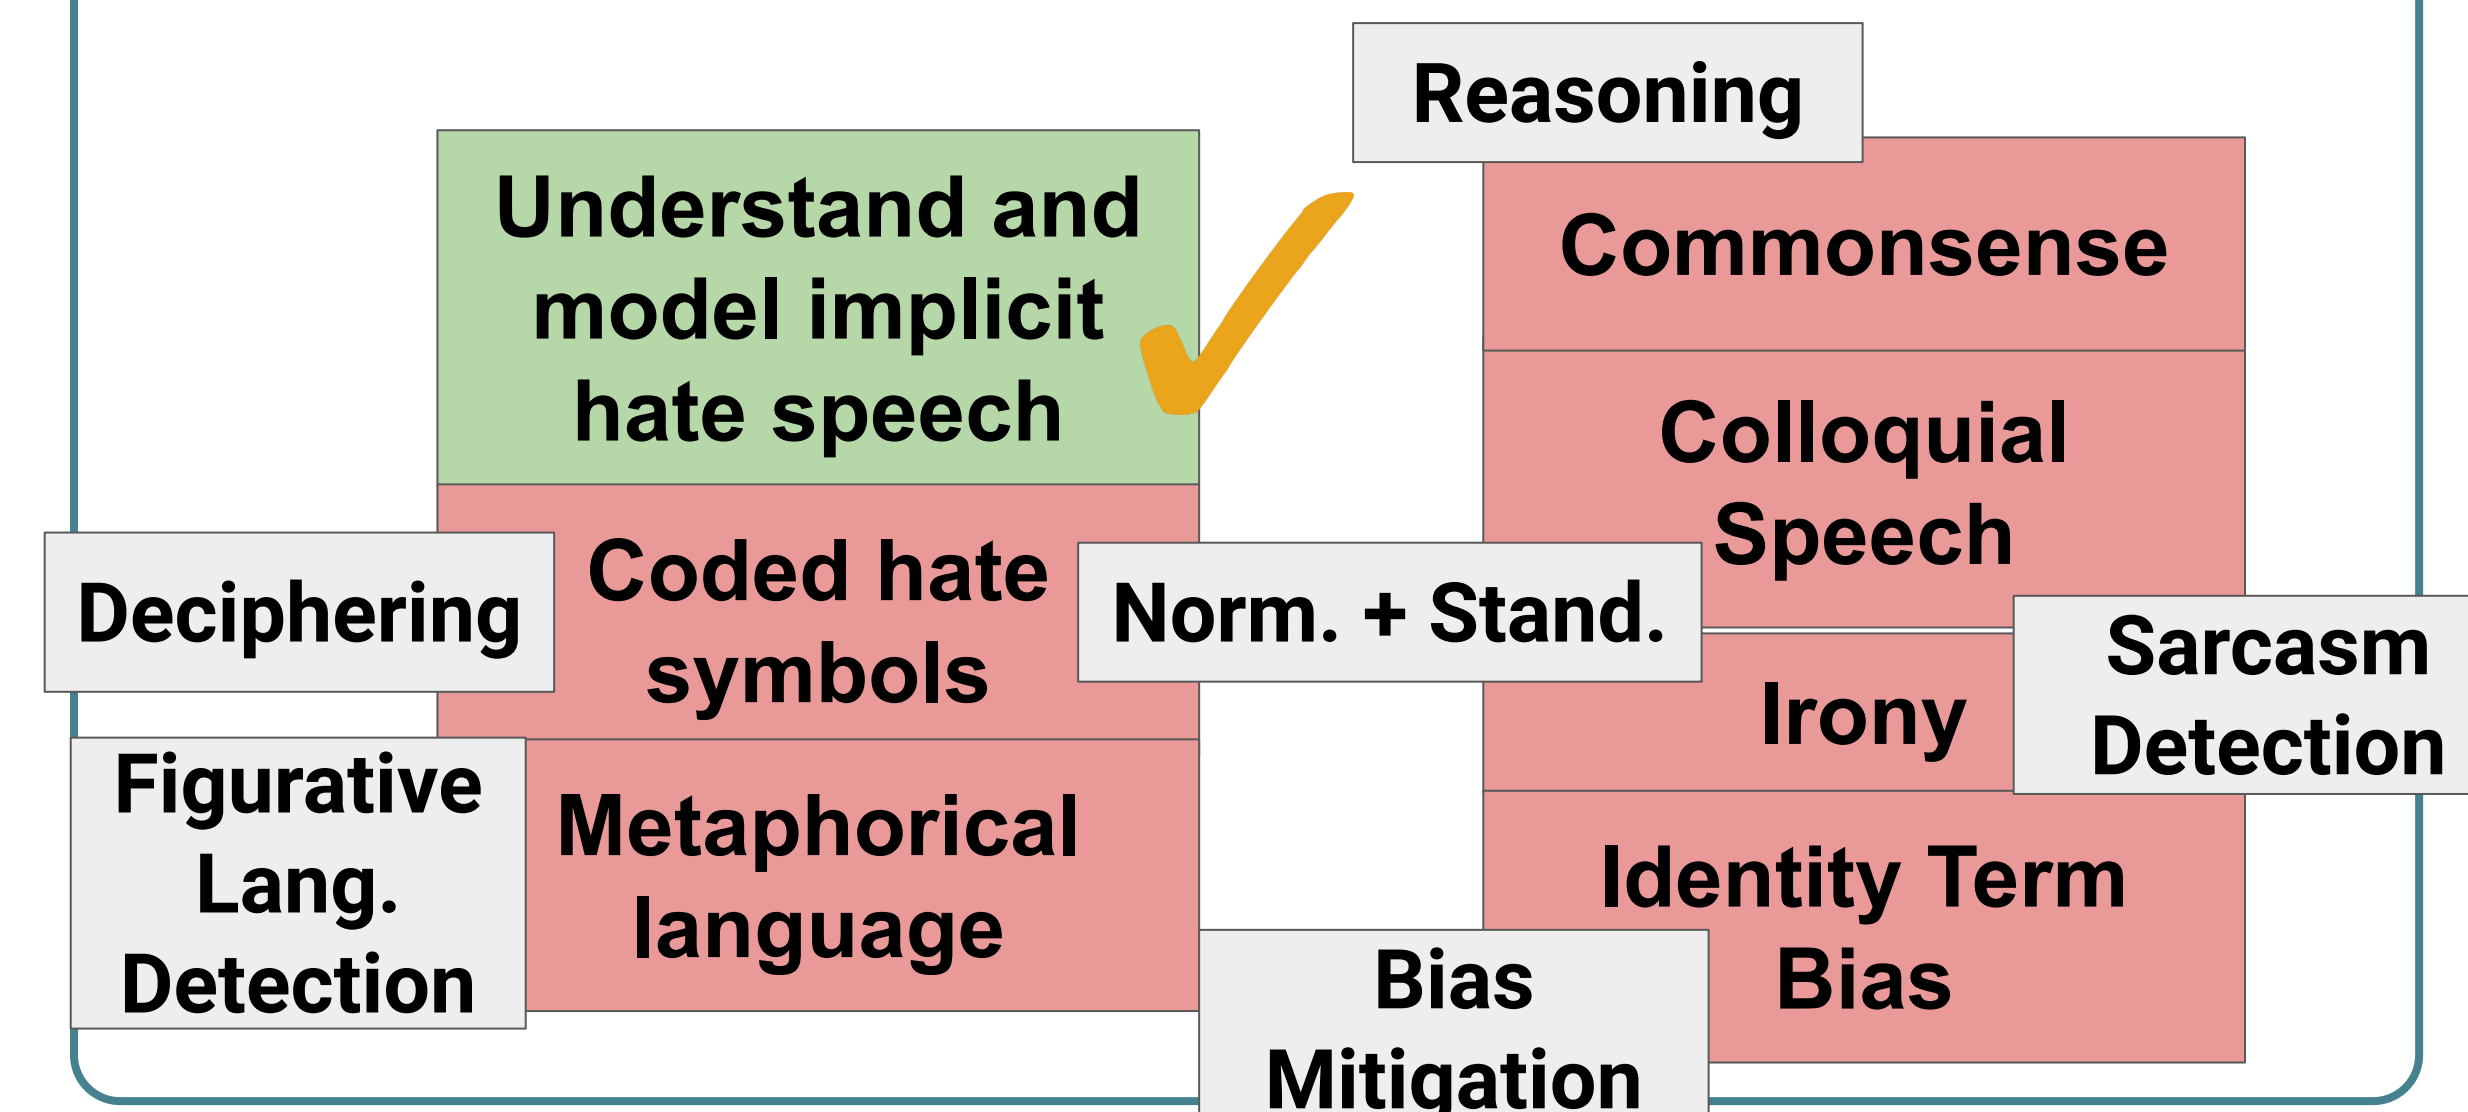 Reasoning
Understand and
model implicit
hate speech
Commonsense
Colloquial
Speech
Deciphering
Coded hate
symbols
Norm. + Stand.
Irony
Sarcasm
Detection
Figurative
Lang.
Detection
Metaphorical
language
Identity Term
Bias
Bias
Mitigation